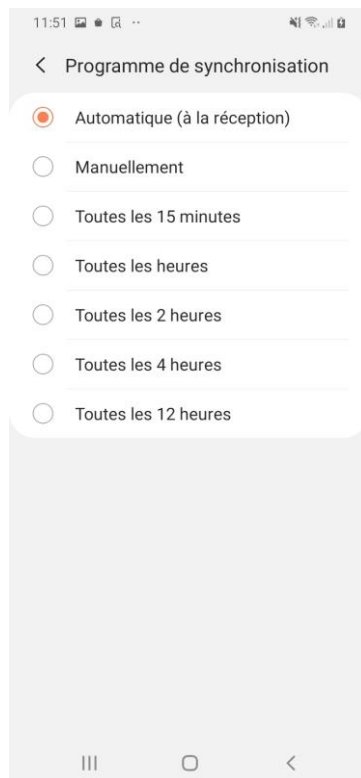 11:51
Programme de synchronisation
Automatique (à la réception)
Manuellement
Toutes les 15 minutes
Toutes les heures
Toutes les 2 heures
Toutes les 4 heures
Toutes les 12 heures